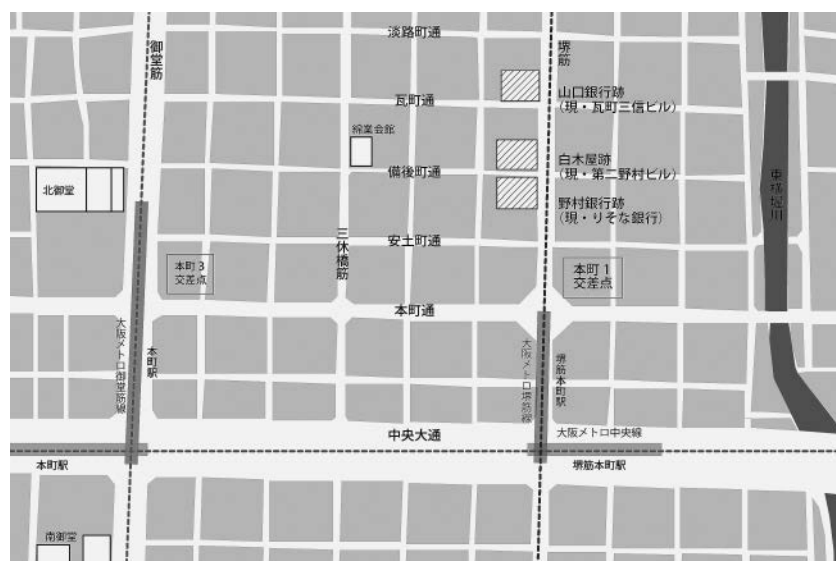 淡路町通
御堂筋
堺筋
山口銀行跡
(現・瓦町三信ビル)
瓦町通
綿業会館
白木屋跡
(現・第二野村ビル)
備後町通
北御堂
野村銀行跡
(現・りそな銀行)
東横堀川
三休橋筋
安土町通
本町3
交差点
本町1
交差点
本町通
大阪メトロ御堂筋線
本町駅
大阪メトロ堺筋線
堺筋本町駅
中央大通
大阪メトロ中央線
本町駅
堺筋本町駅
南御堂